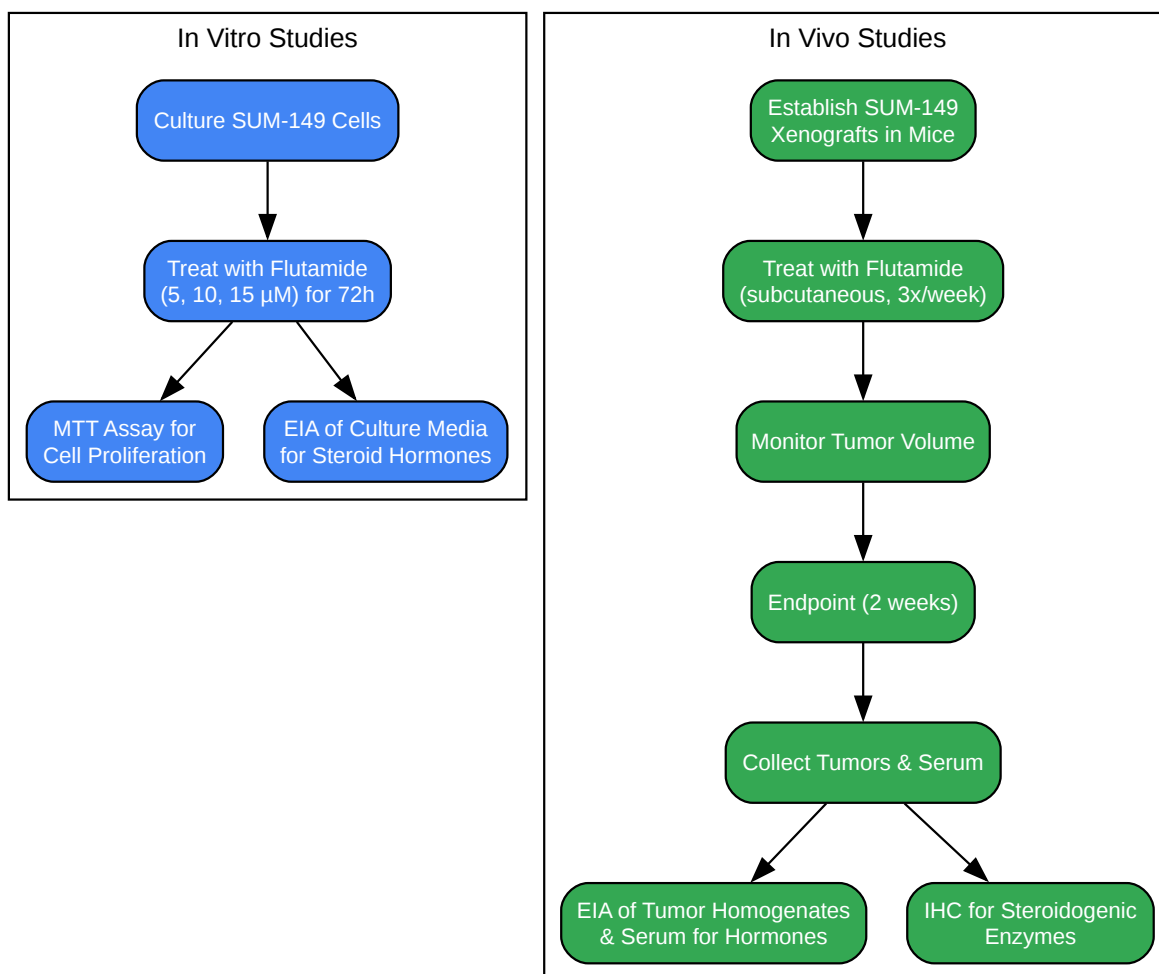 In Vitro Studies
Culture SUM-149 Cells
Treat with Flutamide
(5, 10, 15 µM) for 72h
MTT Assay for
Cell Proliferation
EIA of Culture Media
for Steroid Hormones
In Vivo Studies
Establish SUM-149
Xenografts in Mice
Treat with Flutamide
(subcutaneous, 3x/week)
Monitor Tumor Volume
Endpoint (2 weeks)
Collect Tumors & Serum
EIA of Tumor Homogenates
& Serum for Hormones
IHC for Steroidogenic
Enzymes